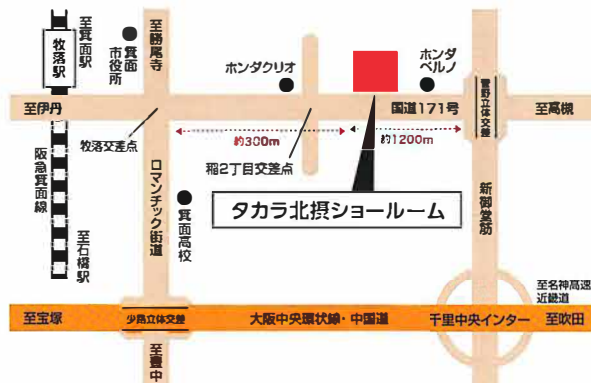 至箕面駅
牧落駅
箕面市役所
至勝尾寺
ホンダクリオ
ホンダベルノ
菅野立体交差
至伊丹
国道171号
至高槻
牧落交差点
約300m
約1200m
稲2丁目交差点
阪急箕面線
ロマンチック街道
箕面高校
タカラ北摂ショールーム
新御堂筋
至石橋駅
至名神高速
近畿道
至宝塚
少路立体交差
大阪中央環状線・中国道
千里中央インター
至吹田
至豊中